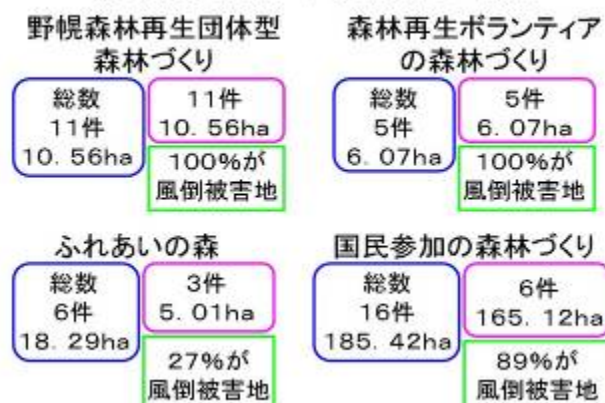 野幌森林再生団体型
森林づくり
総数
11件
10. 56ha
11件
10. 56ha
100%が
風倒被害地
森林再生ボランティア
の森林づくり
総数
5件
6. 07ha
5件
6. 07ha
100%が
風倒被害地
ふれあいの森
総数
6件
18. 29ha
3件
5. 01ha
27%が
風倒被害地
国民参加の森林づくり
総数
16件
185. 42ha
6件
165. 12ha
89%が
風倒被害地